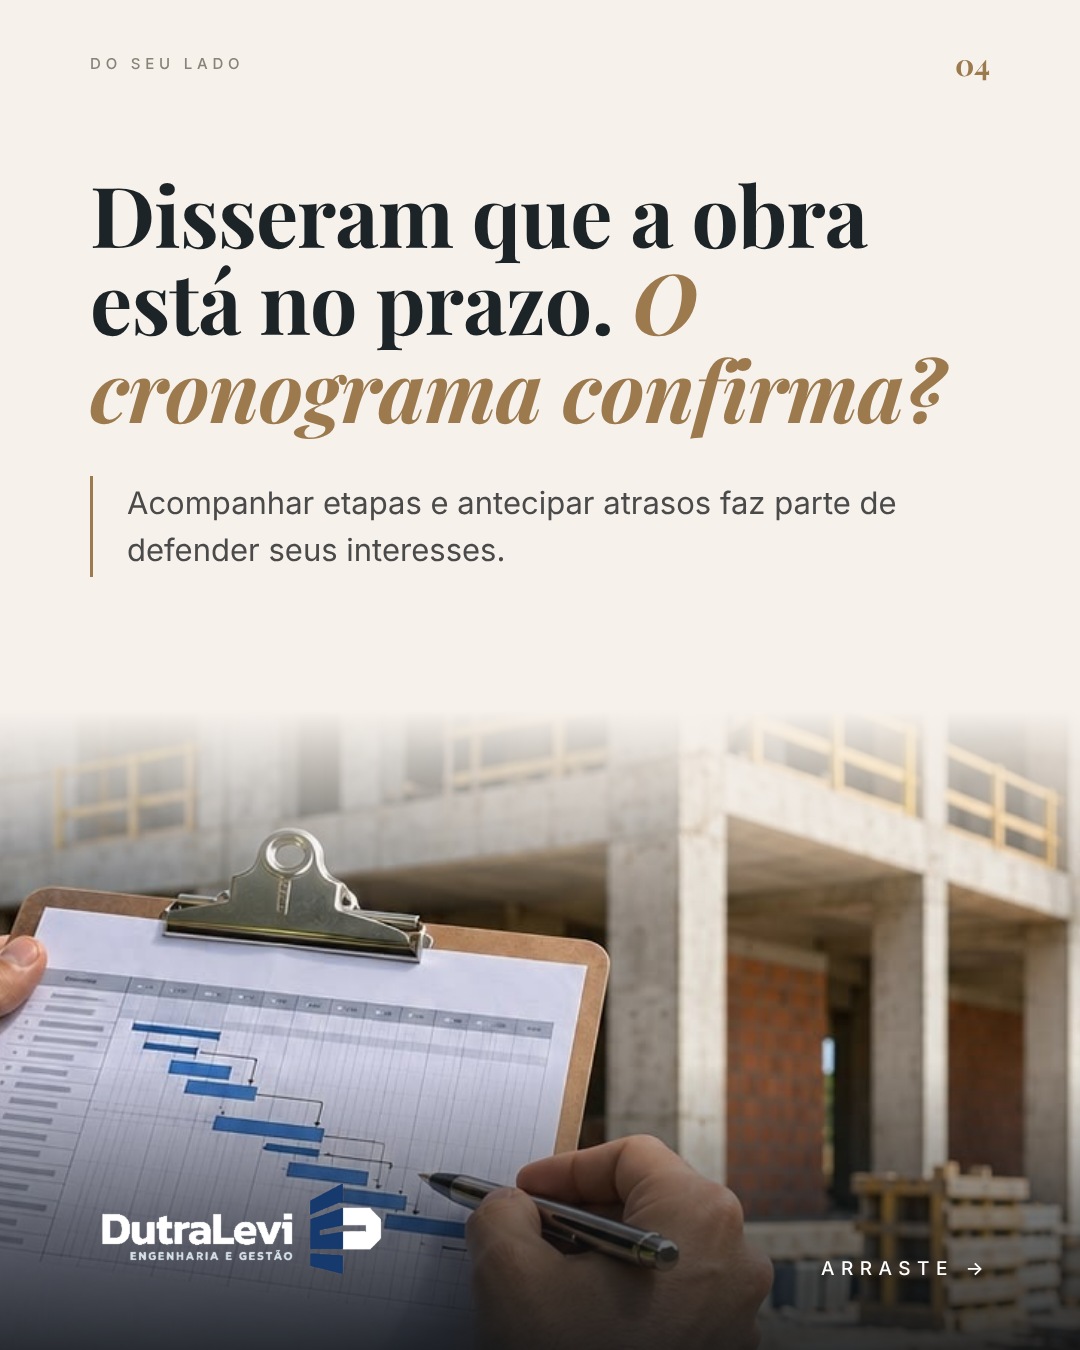 DO SEU LADO
04
Disseram que a obra
está no prazo. O
cronograma confirma?
Acompanhar etapas e antecipar atrasos faz parte de
defender seus interesses.
DutraLevi
ENGENHARIA E GESTÃO
ARRASTE →